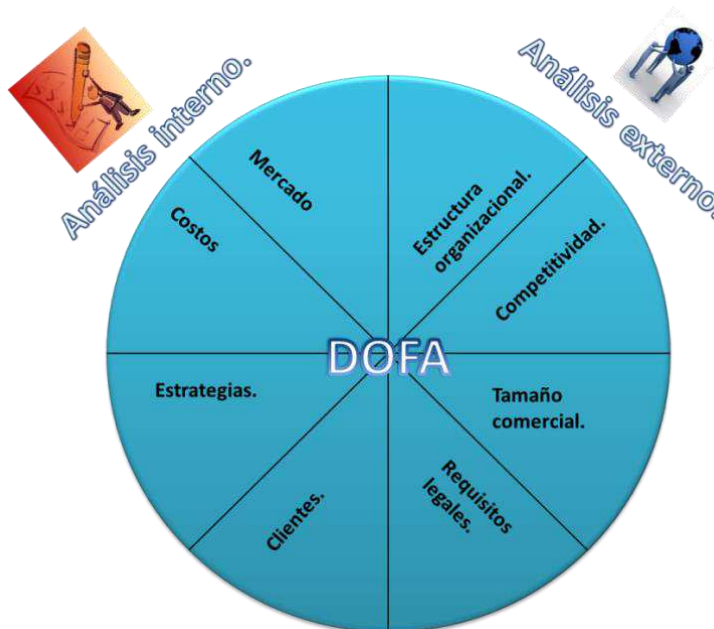 Análisis interno.
Análisis externo.
Mercado
Estructura
organizacional.
Costos
Competitividad.
DOFA
Estrategias.
Tamaño
comercial.
Clientes.
Requisitos
legales.